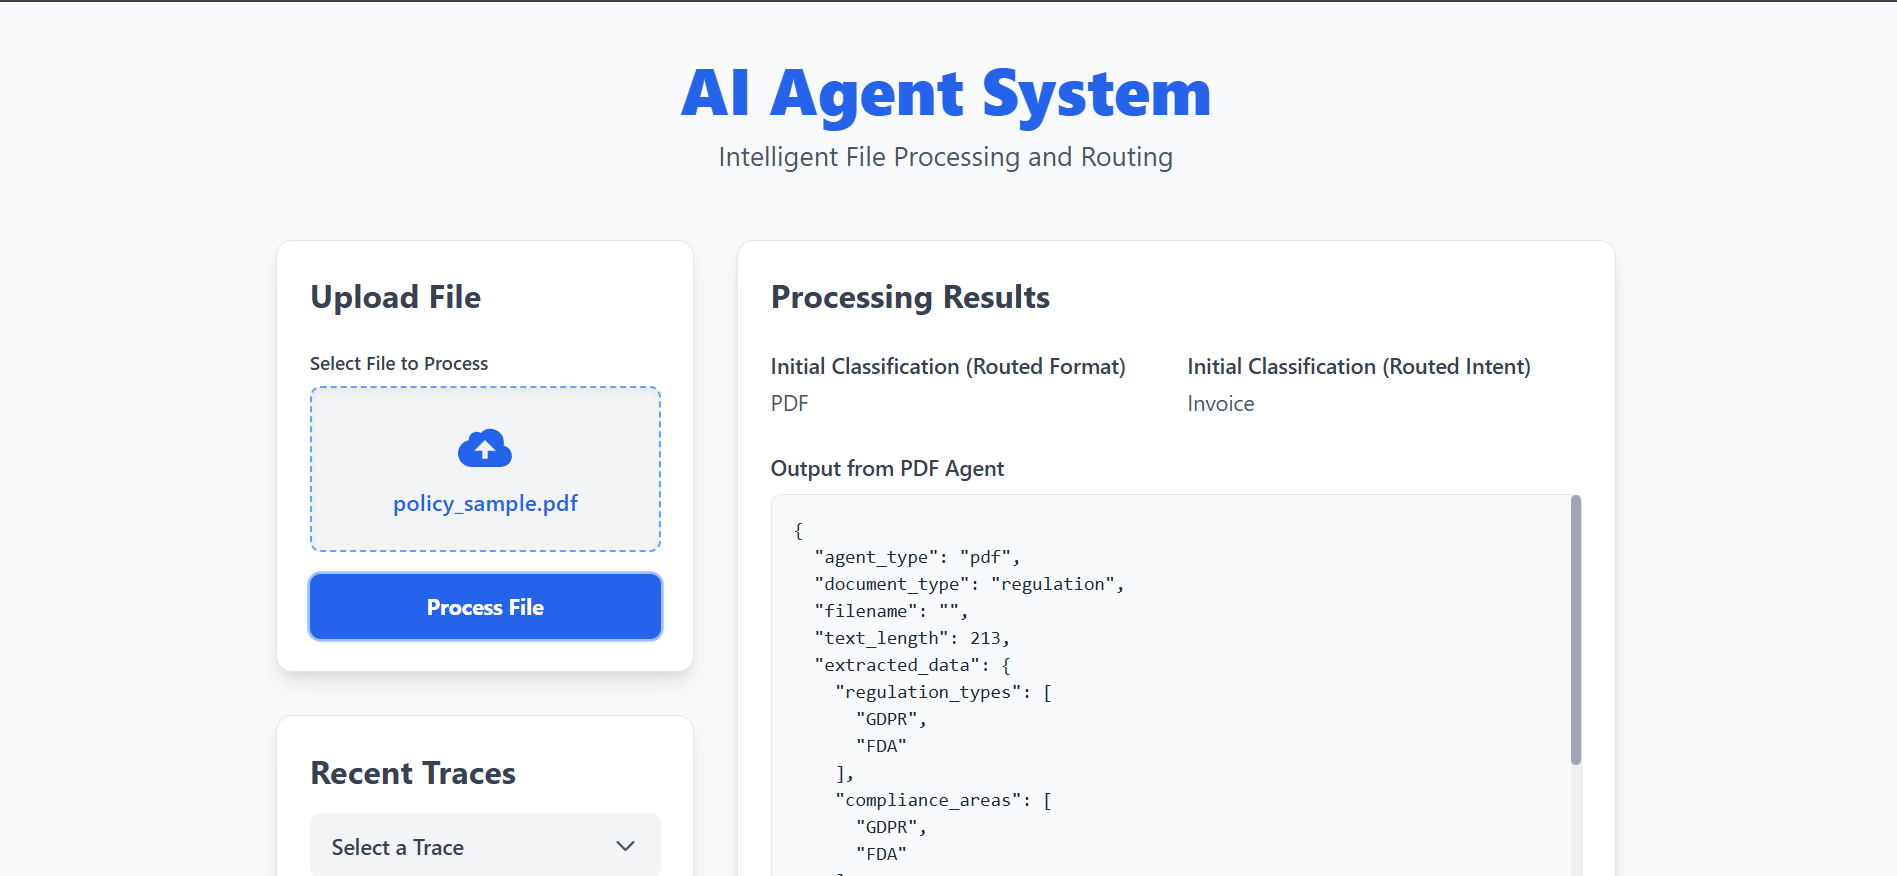 AI Agent System
Intelligent File Processing and Routing
Upload File
Select File to Process
policy_sample.pdf
Process File
Recent Traces
Select a Trace
Processing Results
Initial Classification (Routed Format)
PDF
Initial Classification (Routed Intent)
Invoice
Output from PDF Agent
{
  "agent_type": "pdf",
  "document_type": "regulation",
  "filename": "",
  "text_length": 213,
  "extracted_data": {
    "regulation_types": [
      "GDPR",
      "FDA"
    ],
    "compliance_areas": [
      "GDPR",
      "FDA"